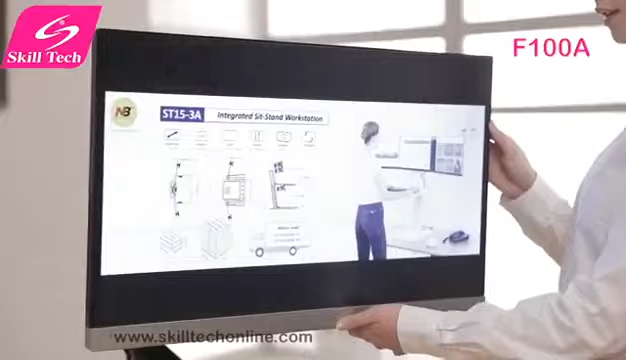 Skill Tech
F100A
NB
ST15-3A
Integrated Sit-Stand Workstation
www.skilltechonline.com